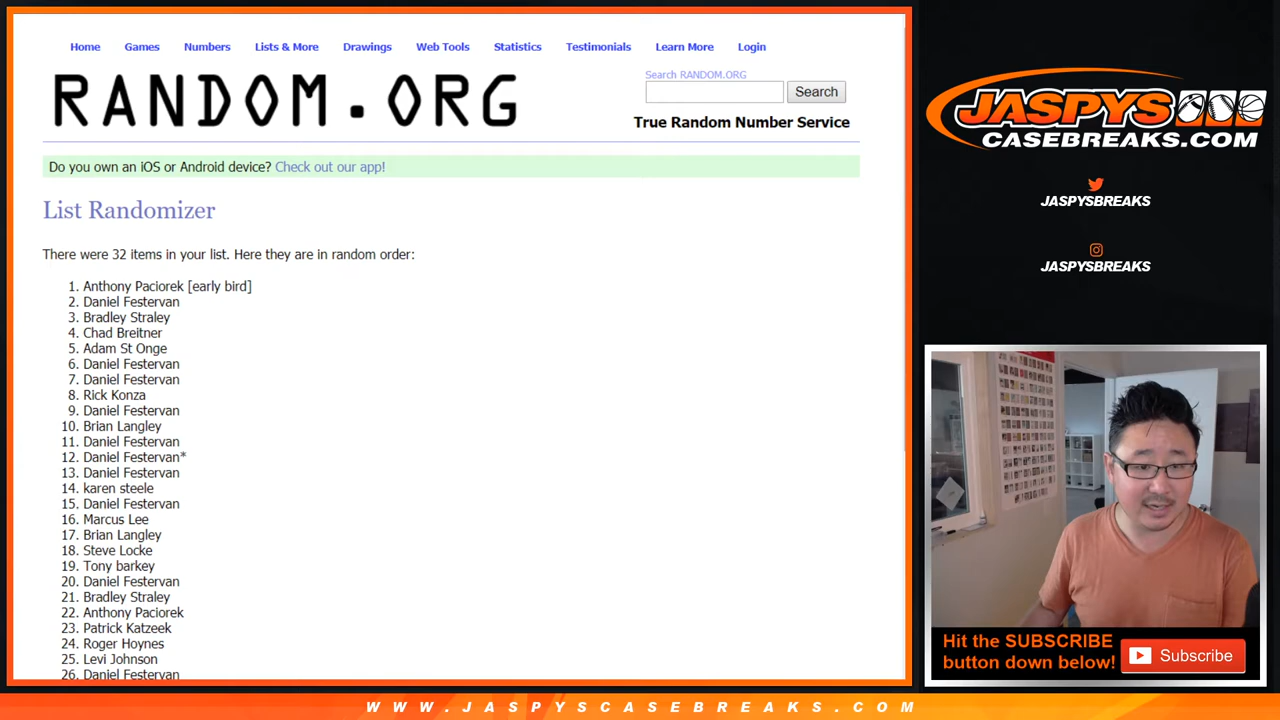 Home Games Numbers Lists & More Drawings Web Tools Statistics Testimonials Learn More Login
RANDOM.ORG
Search RANDOM.ORG
Search
True Random Number Service
Do you own an iOS or Android device? Check out our app!
List Randomizer
There were 32 items in your list. Here they are in random order:
1. Anthony Paciorek [early bird]
2. Daniel Festervan
3. Bradley Straley
4. Chad Breitner
5. Adam St Onge
6. Daniel Festervan
7. Daniel Festervan
8. Rick Konza
9. Daniel Festervan
10. Brian Langley
11. Daniel Festervan
12. Daniel Festervan*
13. Daniel Festervan
14. karen steele
15. Daniel Festervan
16. Marcus Lee
17. Brian Langley
18. Steve Locke
19. Tony barkey
20. Daniel Festervan
21. Bradley Straley
22. Anthony Paciorek
23. Patrick Katzeek
24. Roger Hoynes
25. Levi Johnson
26. Daniel Festervan
JASPYS
CASEBREAKS.COM
JASPYSBREAKS
JASPYSBREAKS
Hit the SUBSCRIBE
button down below!
Subscribe
WWW.JASPYSCASEBREAKS.COM